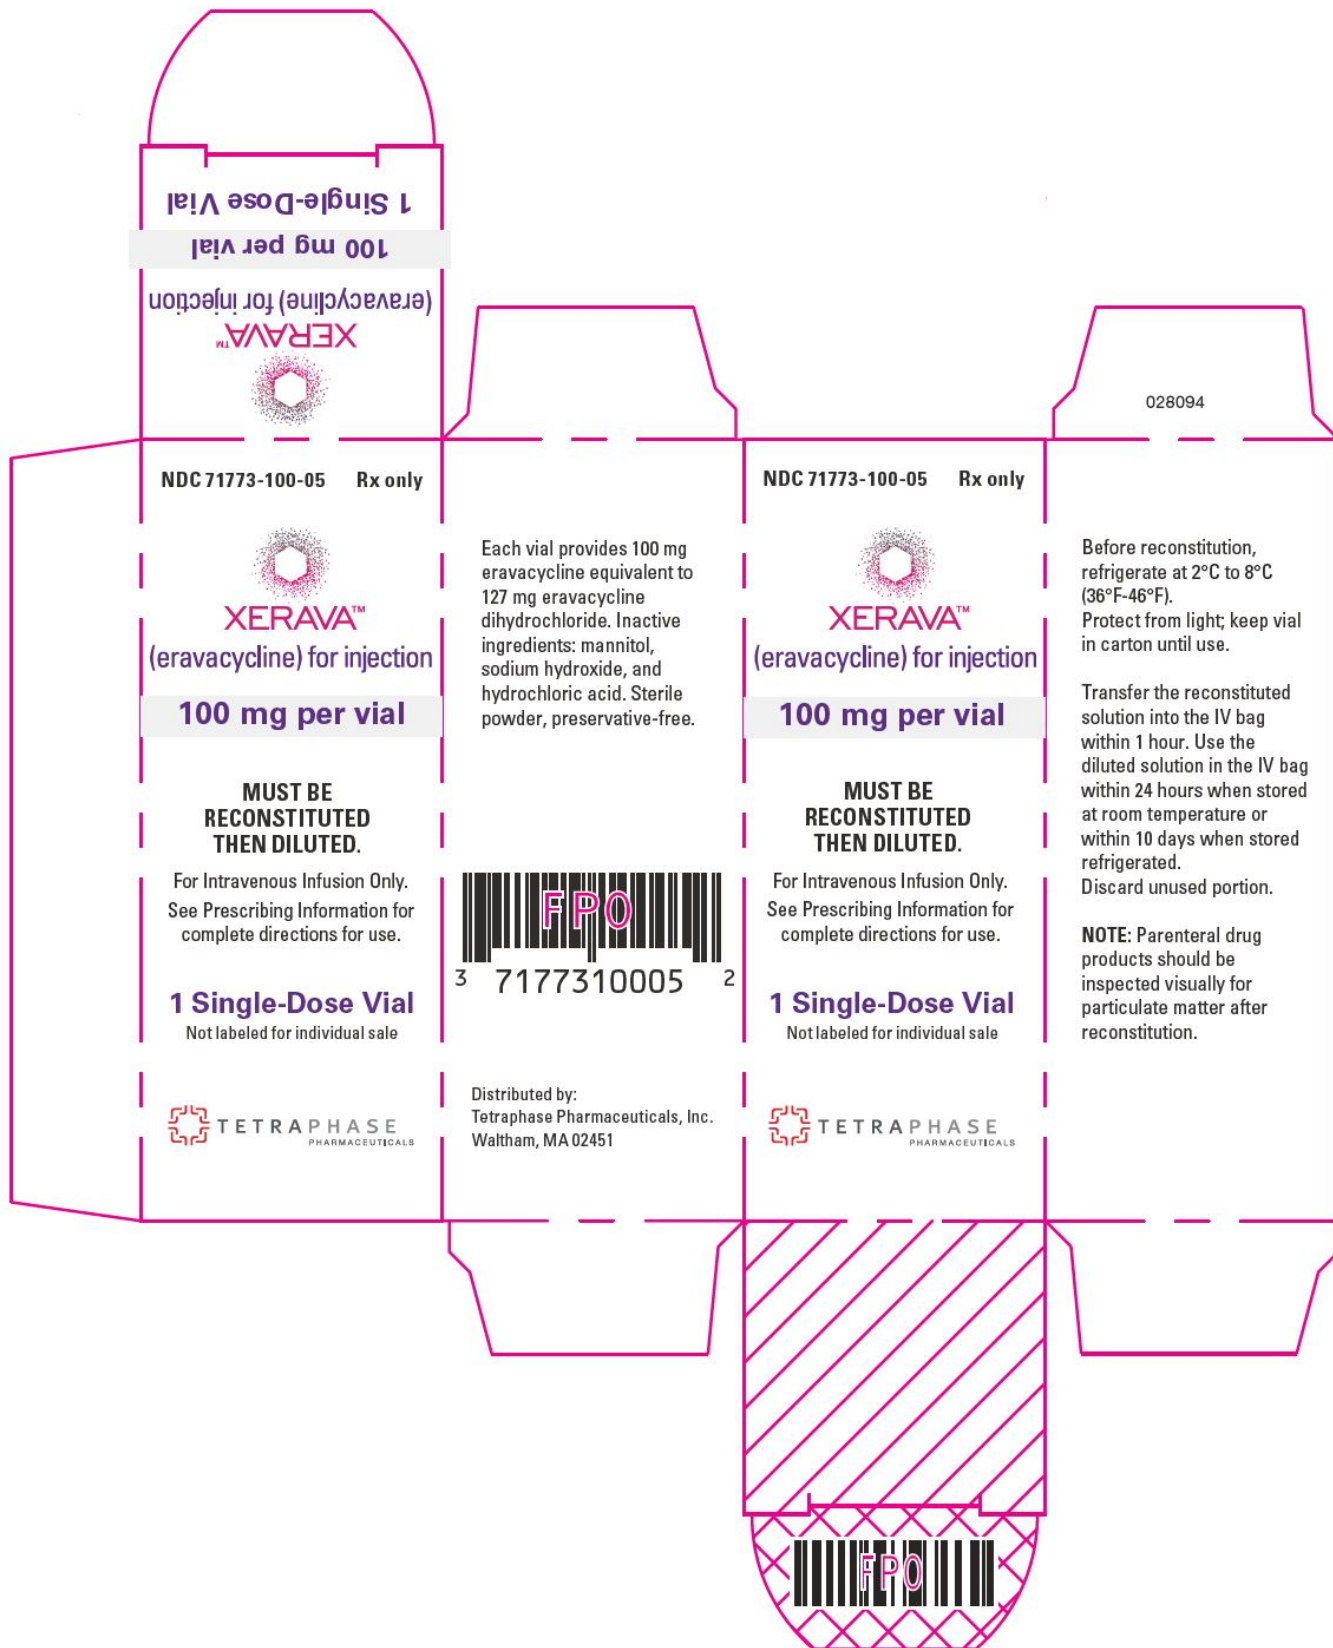 1 Single-Dose Vial
100 mg per vial
(eravacycline) for injection
XERAVA™
028094
NDC 71773-100-05 Rx only
XERAVA™
(eravacycline) for injection
100 mg per vial
MUST BE
RECONSTITUTED
THEN DILUTED.
For Intravenous Infusion Only.
See Prescribing Information for
complete directions for use.
1 Single-Dose Vial
Not labeled for individual sale
TETRAPHASE
PHARMACEUTICALS
Each vial provides 100 mg
eravacycline equivalent to
127 mg eravacycline
dihydrochloride. Inactive
ingredients: mannitol,
sodium hydroxide, and
hydrochloric acid. Sterile
powder, preservative-free.
FPO
3 7177310005 2
Distributed by:
Tetraphase Pharmaceuticals, Inc.
Waltham, MA 02451
NDC 71773-100-05 Rx only
XERAVA™
(eravacycline) for injection
100 mg per vial
MUST BE
RECONSTITUTED
THEN DILUTED.
For Intravenous Infusion Only.
See Prescribing Information for
complete directions for use.
1 Single-Dose Vial
Not labeled for individual sale
TETRAPHASE
PHARMACEUTICALS
Before reconstitution,
refrigerate at 2°C to 8°C
(36°F-46°F).
Protect from light; keep vial
in carton until use.
Transfer the reconstituted
solution into the IV bag
within 1 hour. Use the
diluted solution in the IV bag
within 24 hours when stored
at room temperature or
within 10 days when stored
refrigerated.
Discard unused portion.
NOTE: Parenteral drug
products should be
inspected visually for
particulate matter after
reconstitution.
FPO